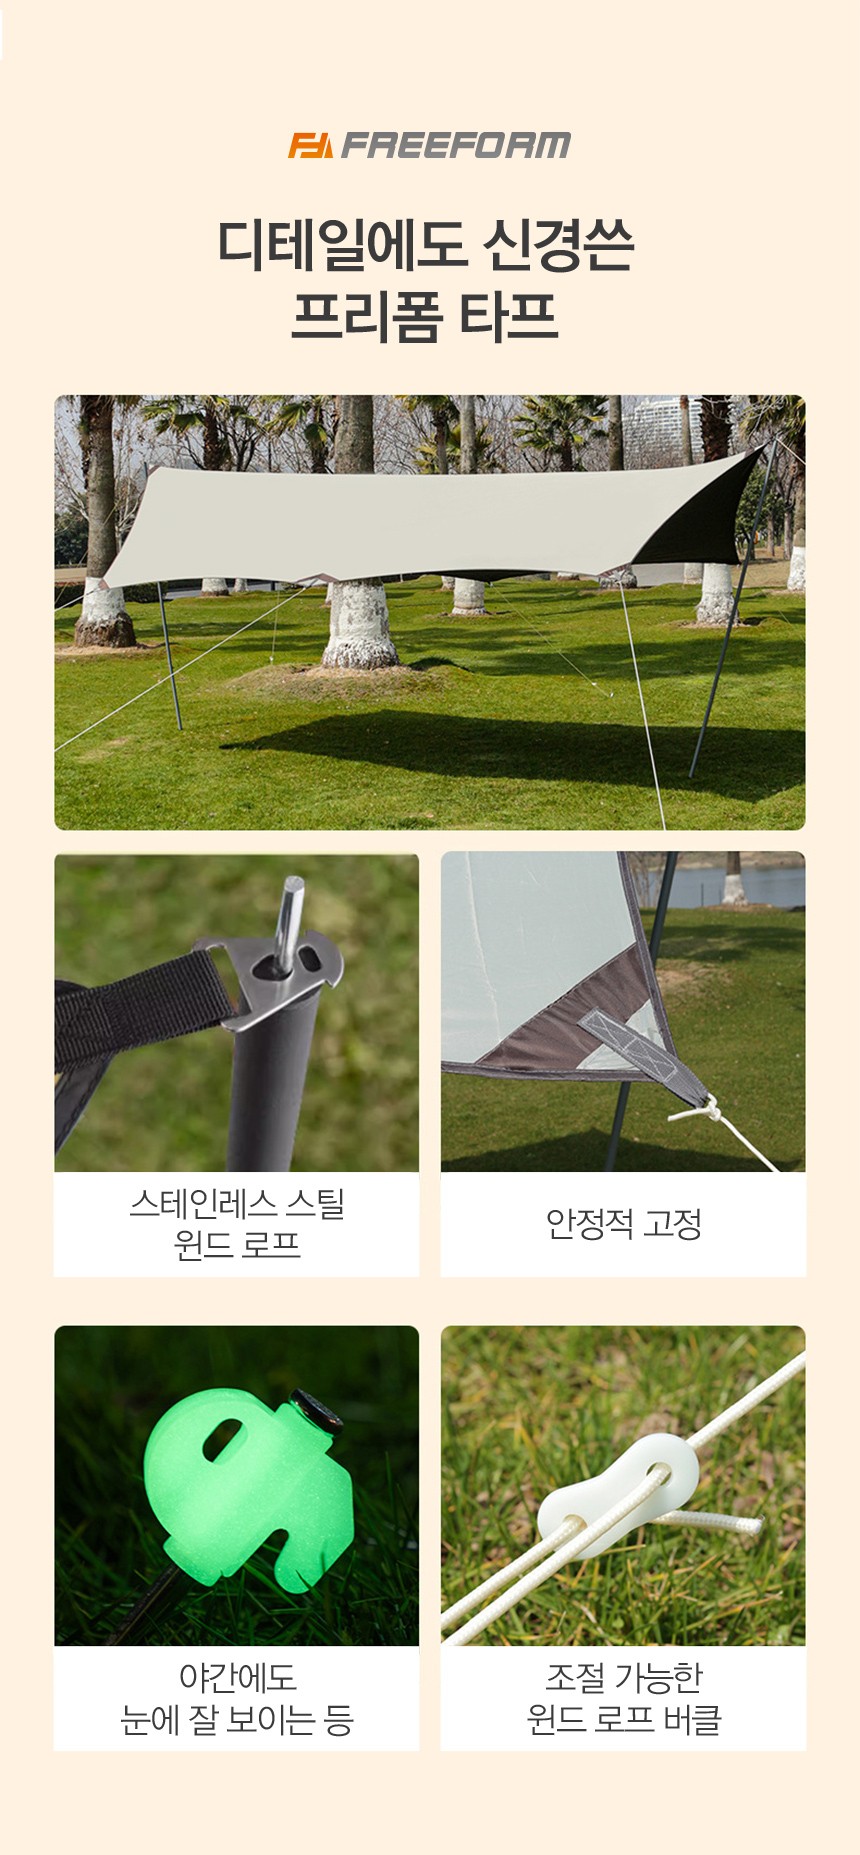 FREEFORM
디테일에도 신경쓴
프리폼 타프
스테인레스 스틸
윈드 로프
안정적 고정
야간에도
눈에 잘 보이는 등
조절 가능한
윈드 로프 버클